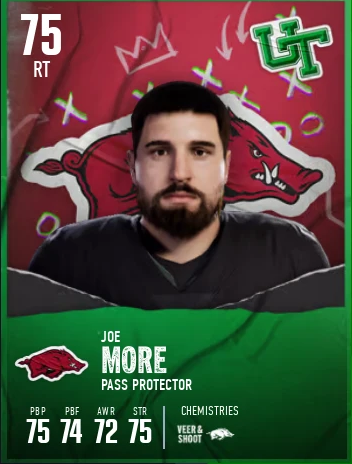 75
RT
UT
JOE
MORE
PASS PROTECTOR
PBP PBF AWR STR
75 74 72 75
CHEMISTRIES
VEER &
SHOOT